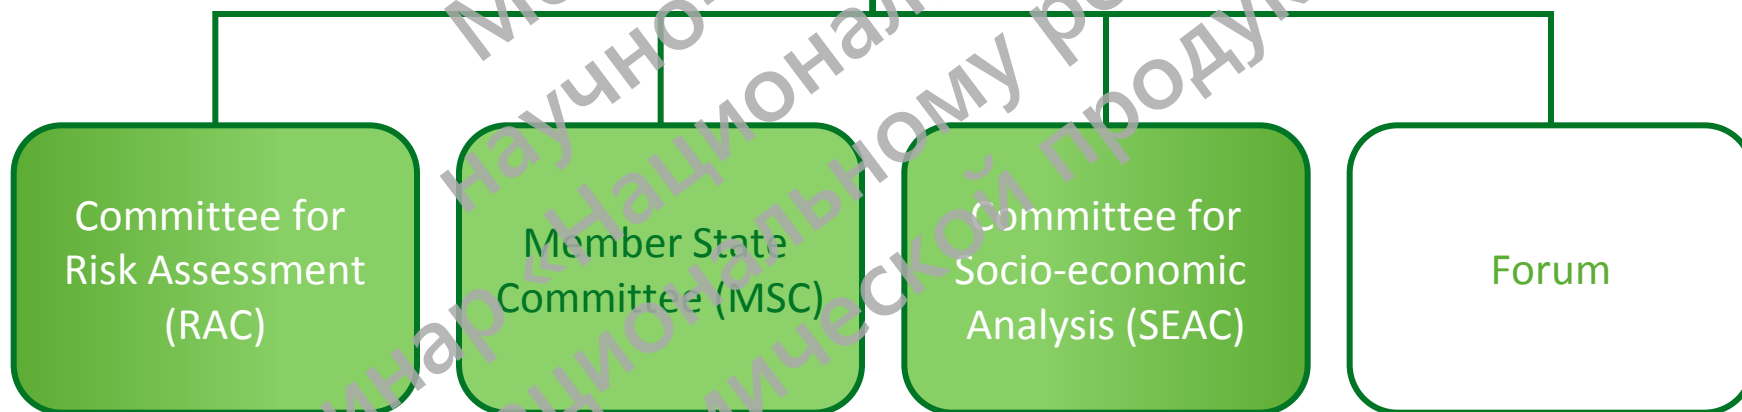 Committee for
Risk Assessment
(RAC)
Member State
Committee (MSC)
Committee for
Socio-economic
Analysis (SEAC)
Forum